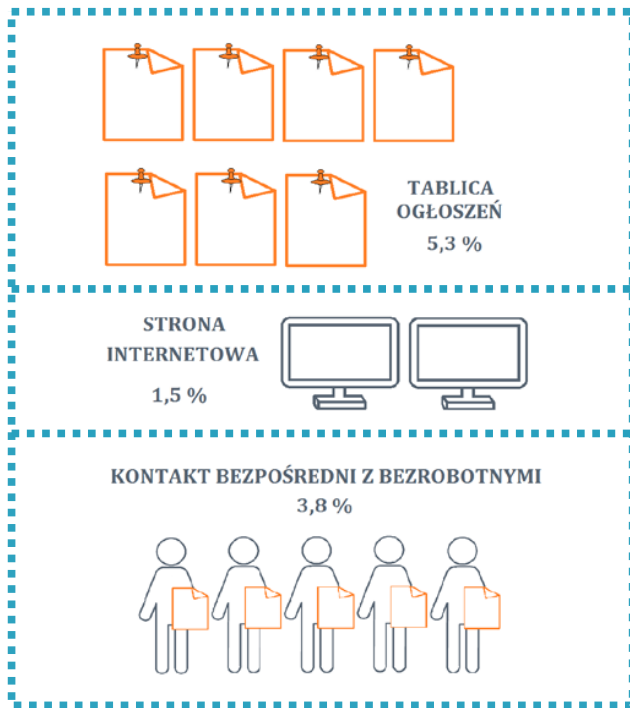 TABLICA
OGŁOSZEŃ
5,3 %
STRONA
INTERNETOWA
1,5 %
KONTAKT BEZPOŚREDNI Z BEZROBOTNYMI
3,8 %